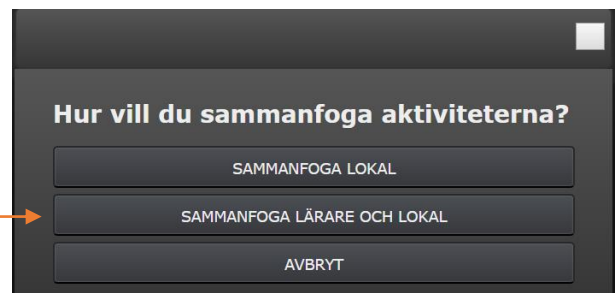 Hur vill du sammanfoga aktiviteterna?
SAMMANFOGA LOKAL
SAMMANFOGA LÄRARE OCH LOKAL
AVBRYT